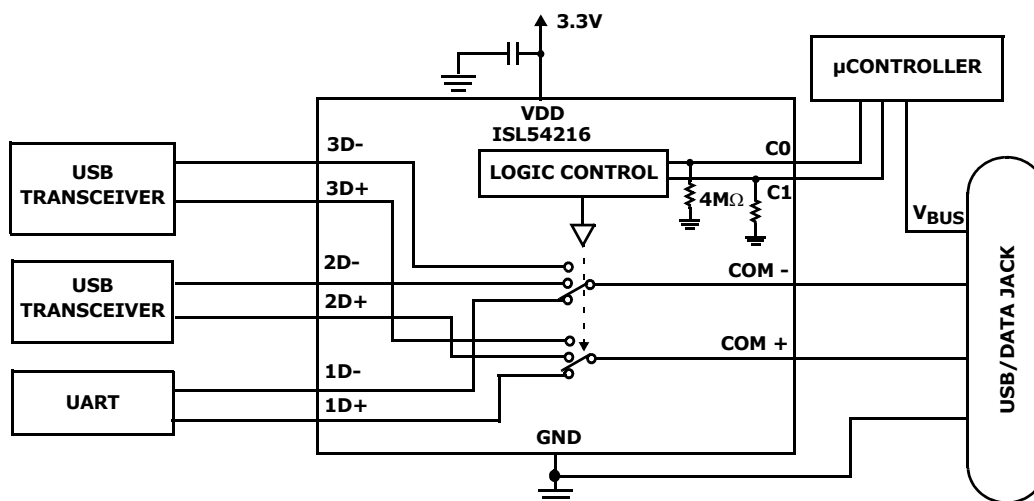 3.3V
µCONTROLLER
VDD
ISL54216
LOGIC CONTROL
C0
C1
4MΩ
USB
TRANSCEIVER
3D-
3D+
USB
TRANSCEIVER
2D-
2D+
UART
1D-
1D+
COM -
COM +
VBUS
GND
USB/DATA JACK